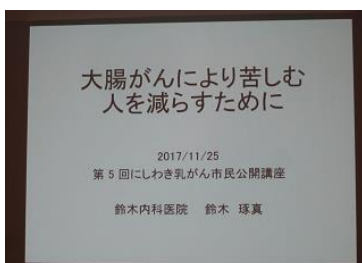 大腸がんにより苦しむ
人を減らすために
2017/11/25
第5回にしわき乳がん市民公開講座
鈴木内科医院　鈴木 琢真